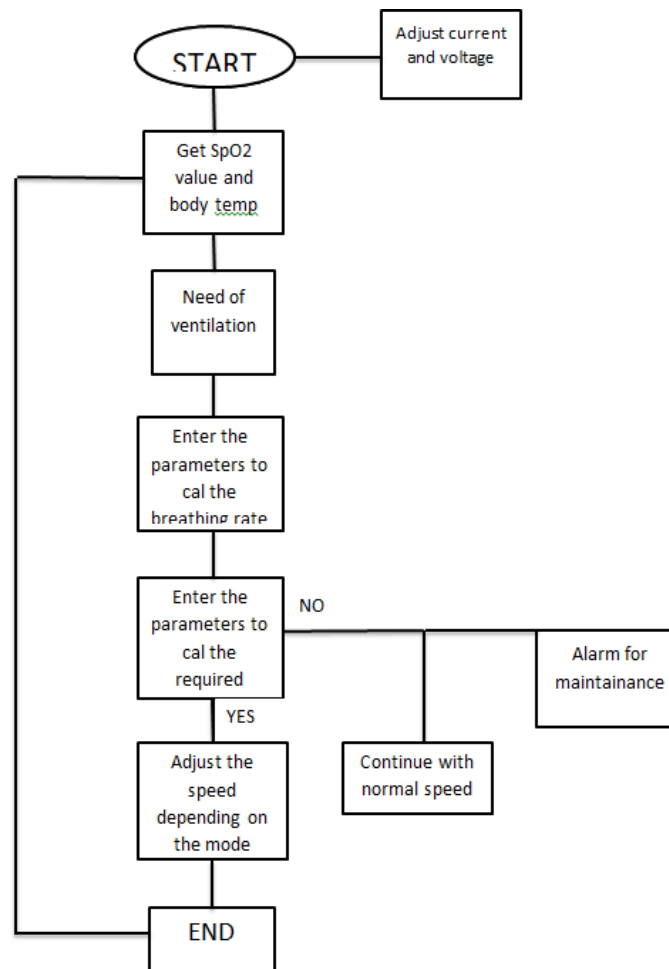 START
Adjust current
and voltage
Get SpO2
value and
body temp
Need of
ventilation
Enter the
parameters to
cal the
breathing rate
Enter the
parameters to
cal the
required
NO
Alarm for
maintainance
YES
Continue with
normal speed
Adjust the
speed
depending on
the mode
END